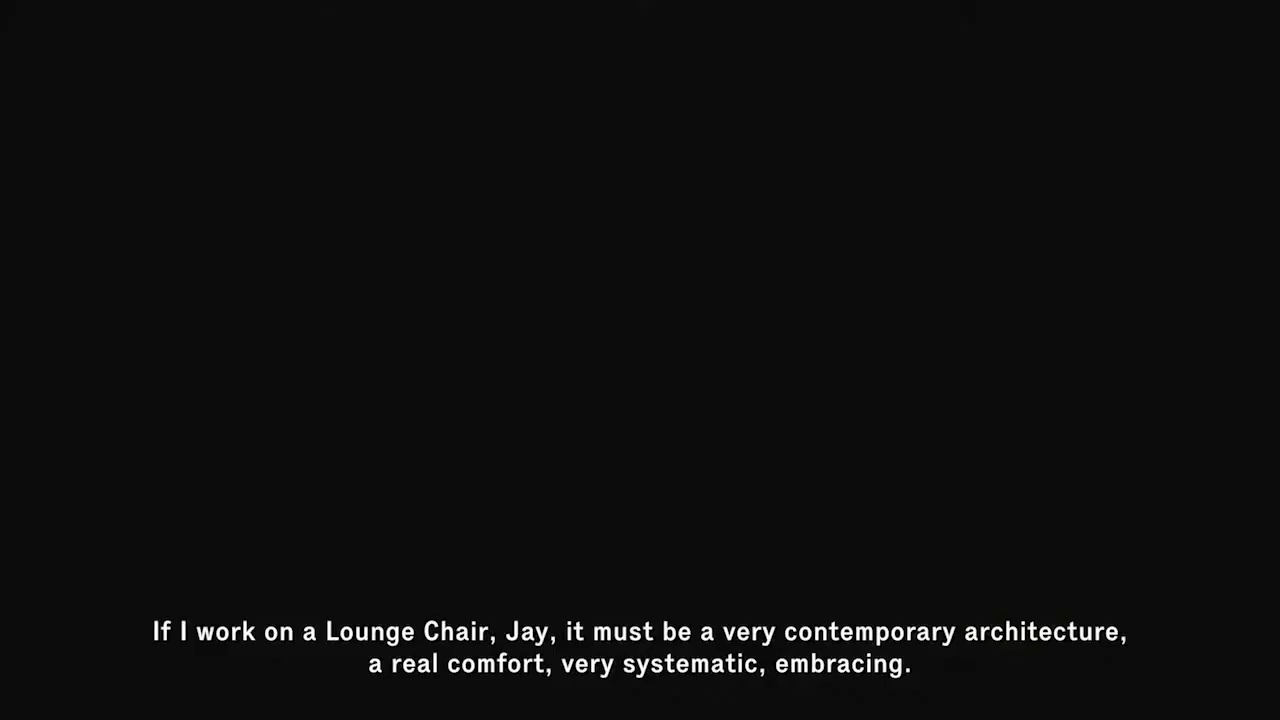 If I work on a Lounge Chair, Jay, it must be a very contemporary architecture,
a real comfort, very systematic, embracing.